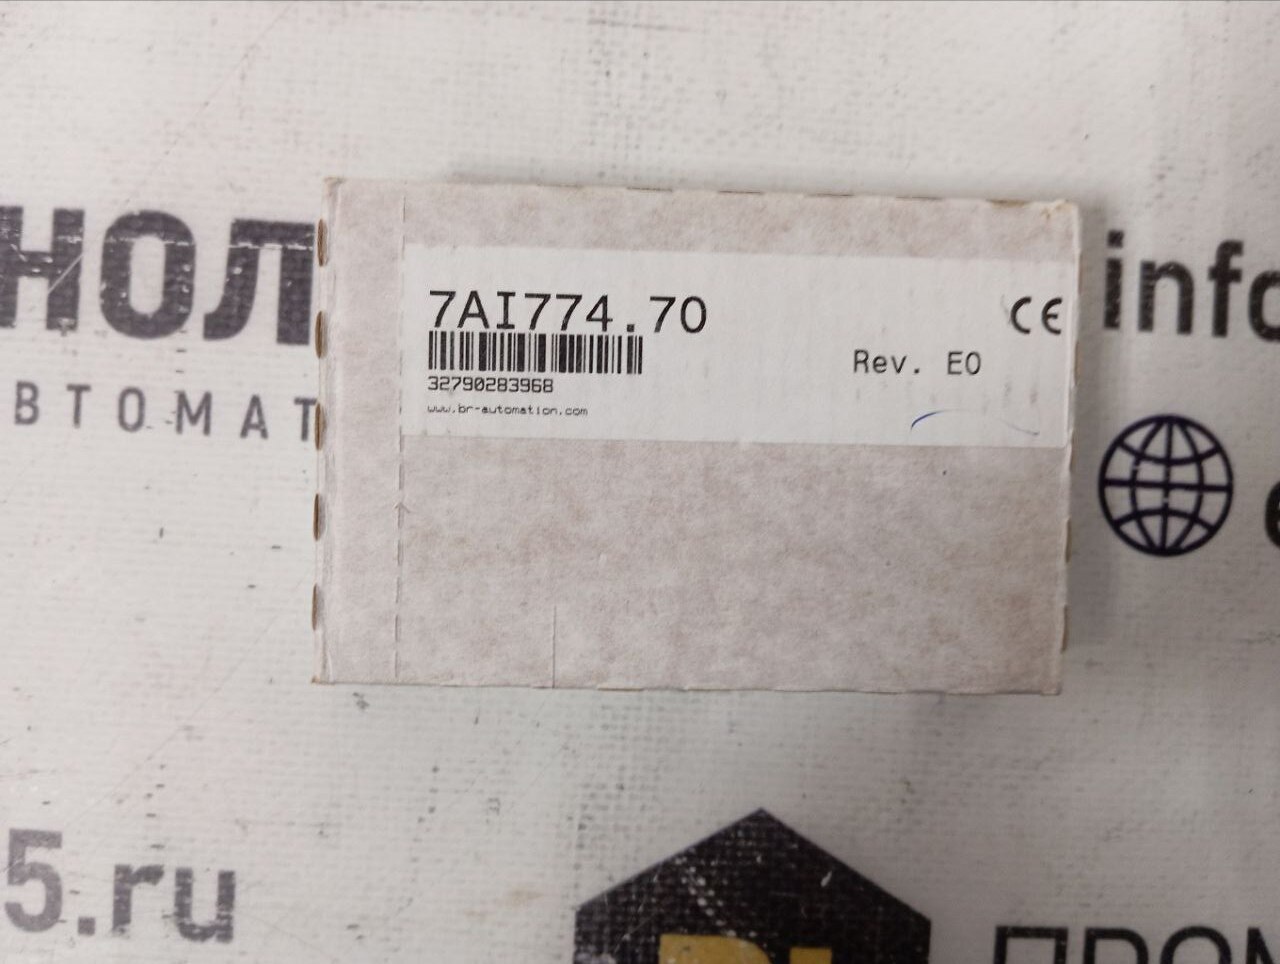 НОЛ
ВТОМАТ
info
7AI774.70
CE
Rev. E0
32790283968
www.br-automation.com
5.ru
ПРОМ